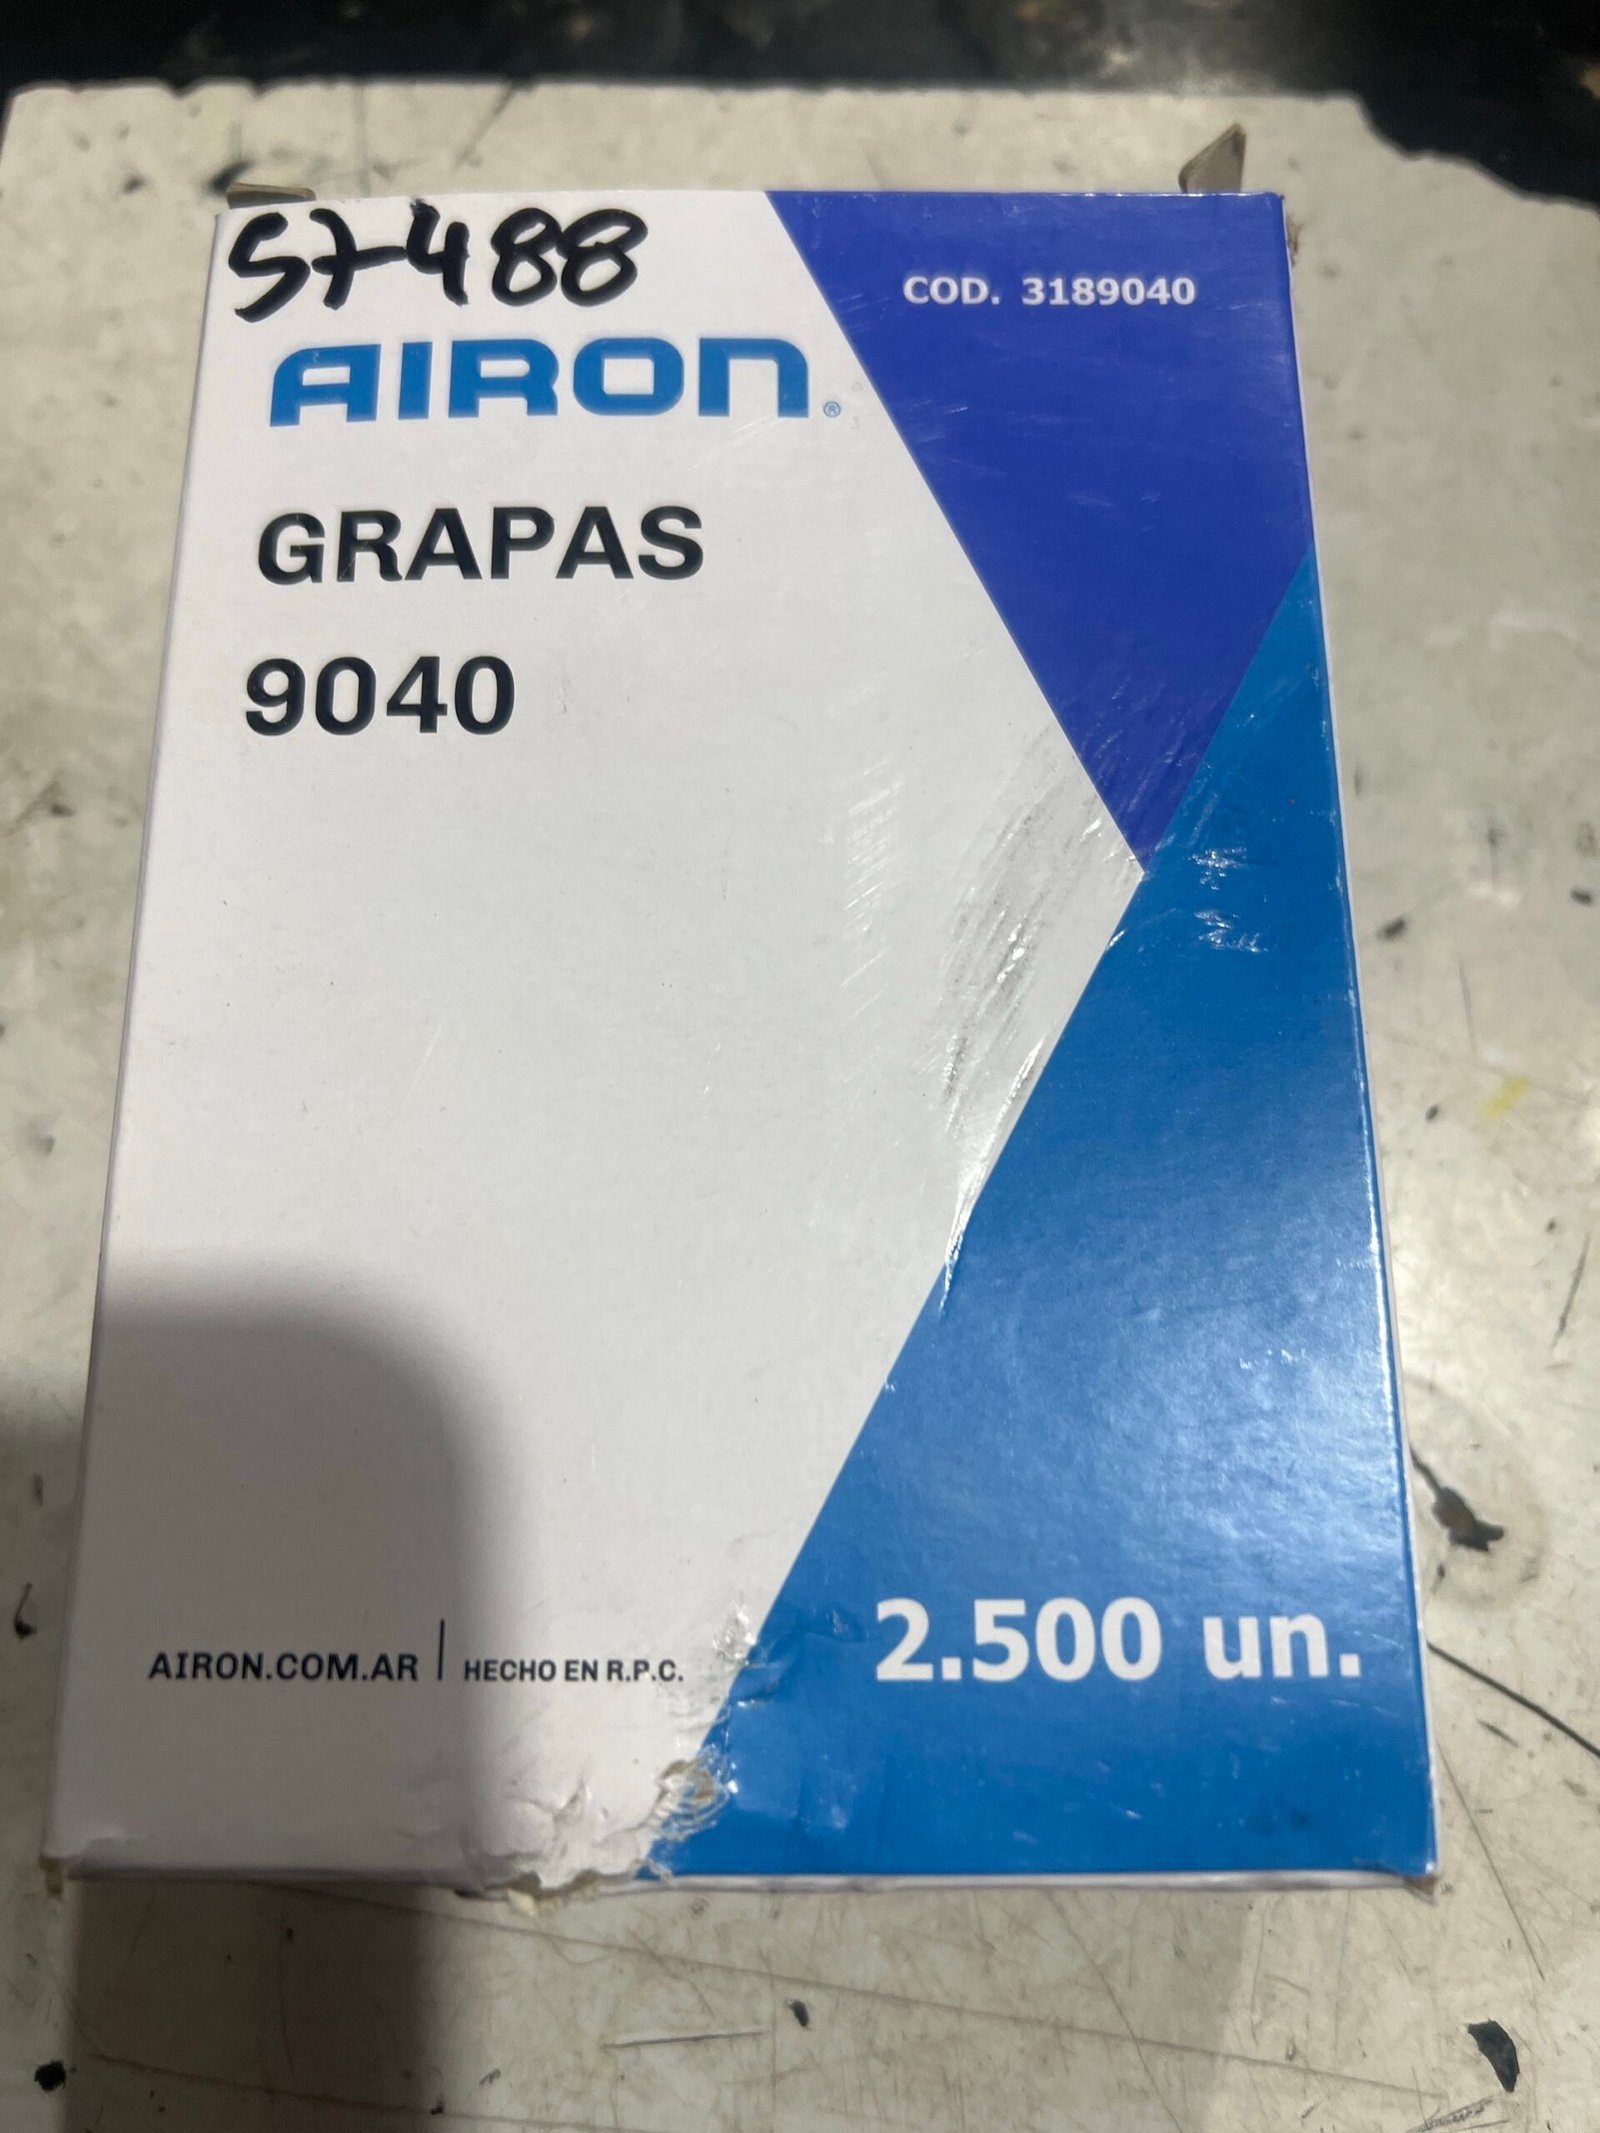 57488
COD. 3189040
AIRON®
GRAPAS
9040
2.500 un.
AIRON.COM.AR | HECHO EN R.P.C.